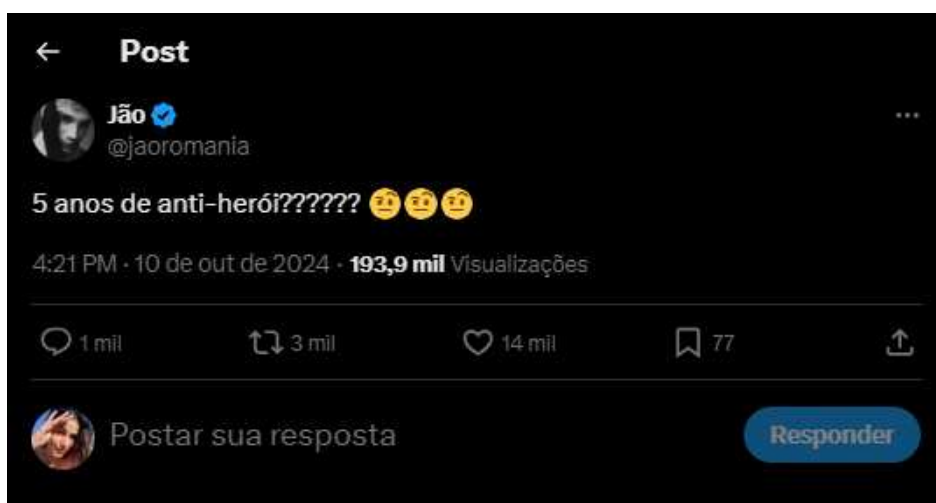 Post
Jão
@jaoromania
5 anos de anti-herói?????? 🤨🤨🤨
4:21 PM · 10 de out de 2024 · 193,9 mil Visualizações
1 mil 3 mil 14 mil 77
Postar sua resposta Responder